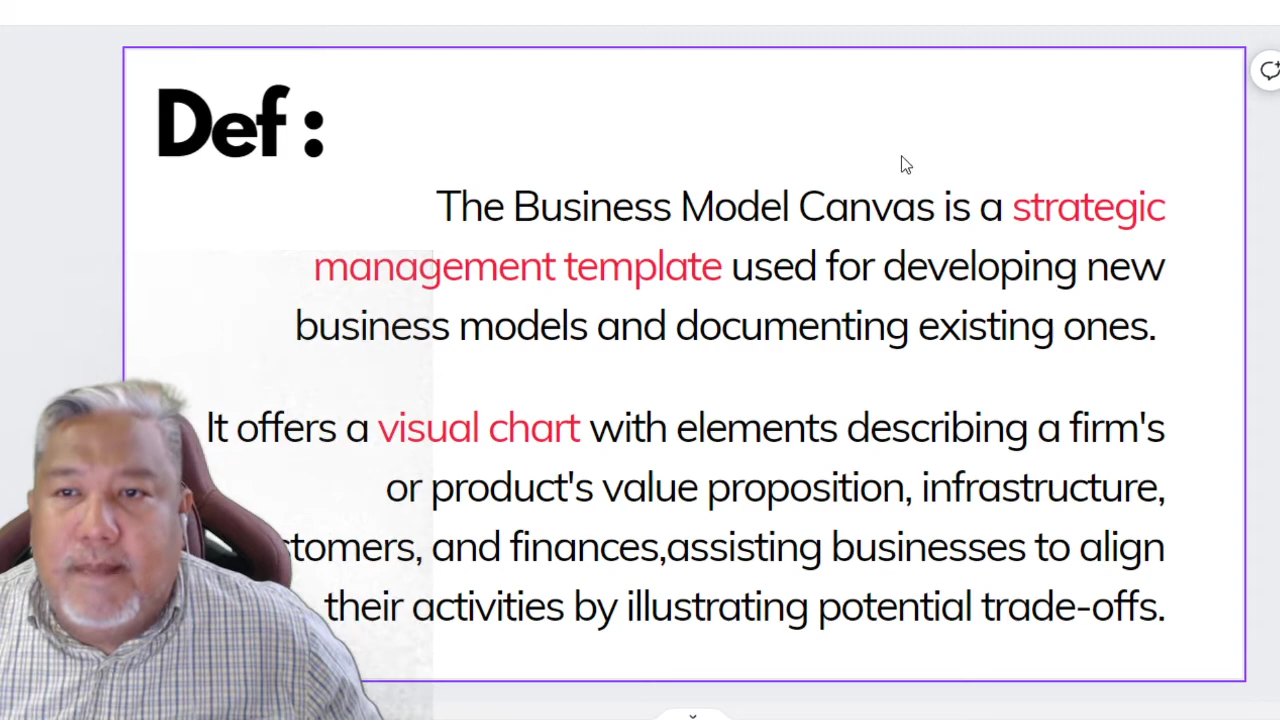 Def :
The Business Model Canvas is a strategic
management template used for developing new
business models and documenting existing ones.
It offers a visual chart with elements describing a firm's
or product's value proposition, infrastructure,
and finances,assisting businesses to align
their activities by illustrating potential trade-offs.